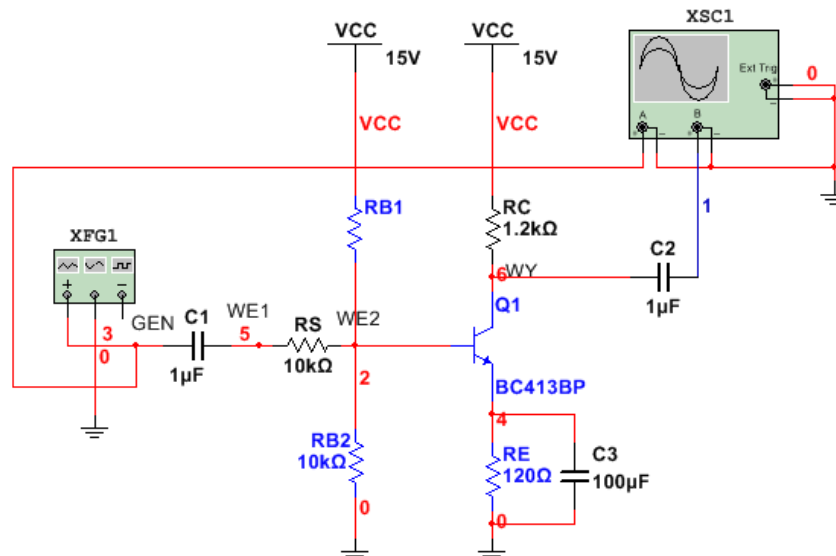 VCC
15V
VCC
15V
XSC1
Ext Trig
+
−
0
A
B
+
−
+
−
VCC
VCC
RB1
RC
1.2kΩ
1
XFG1
+
−
C2
1µF
6
WY
Q1
GEN
3
0
C1
1µF
WE1
5
RS
10kΩ
WE2
2
BC413BP
4
RB2
10kΩ
RE
120Ω
C3
100µF
0
0